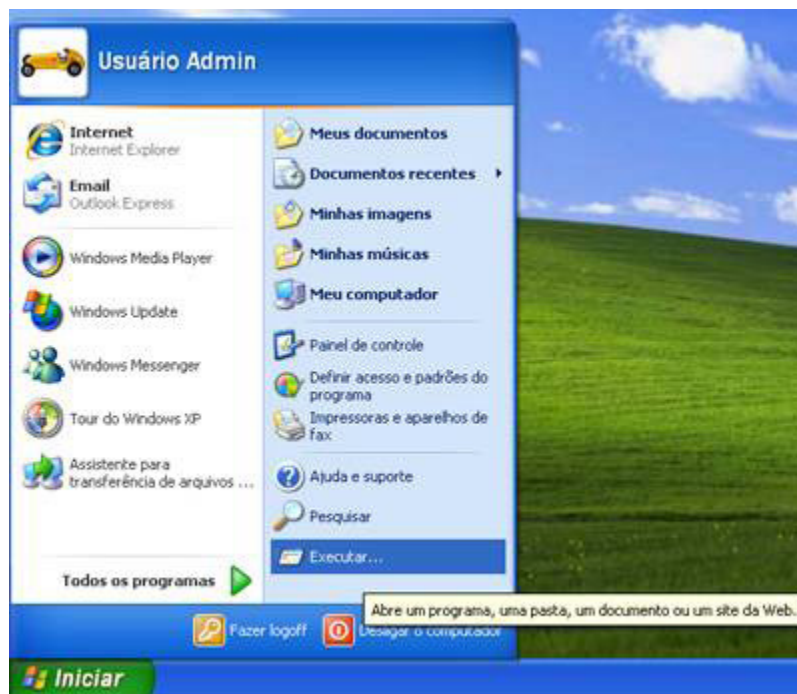 Usuário Admin
Internet
Internet Explorer
Email
Outlook Express
Windows Media Player
Windows Update
Windows Messenger
Tour do Windows XP
Assistente para
transferência de arquivos ...
Todos os programas
Meus documentos
Documentos recentes
Minhas imagens
Minhas músicas
Meu computador
Painel de controle
Definir acesso e padrões do
programa
Impressoras e aparelhos de
fax
Ajuda e suporte
Pesquisar
Executar...
Abre um programa, uma pasta, um documento ou um site da Web.
Fazer logoff
Desligar o computador
Iniciar